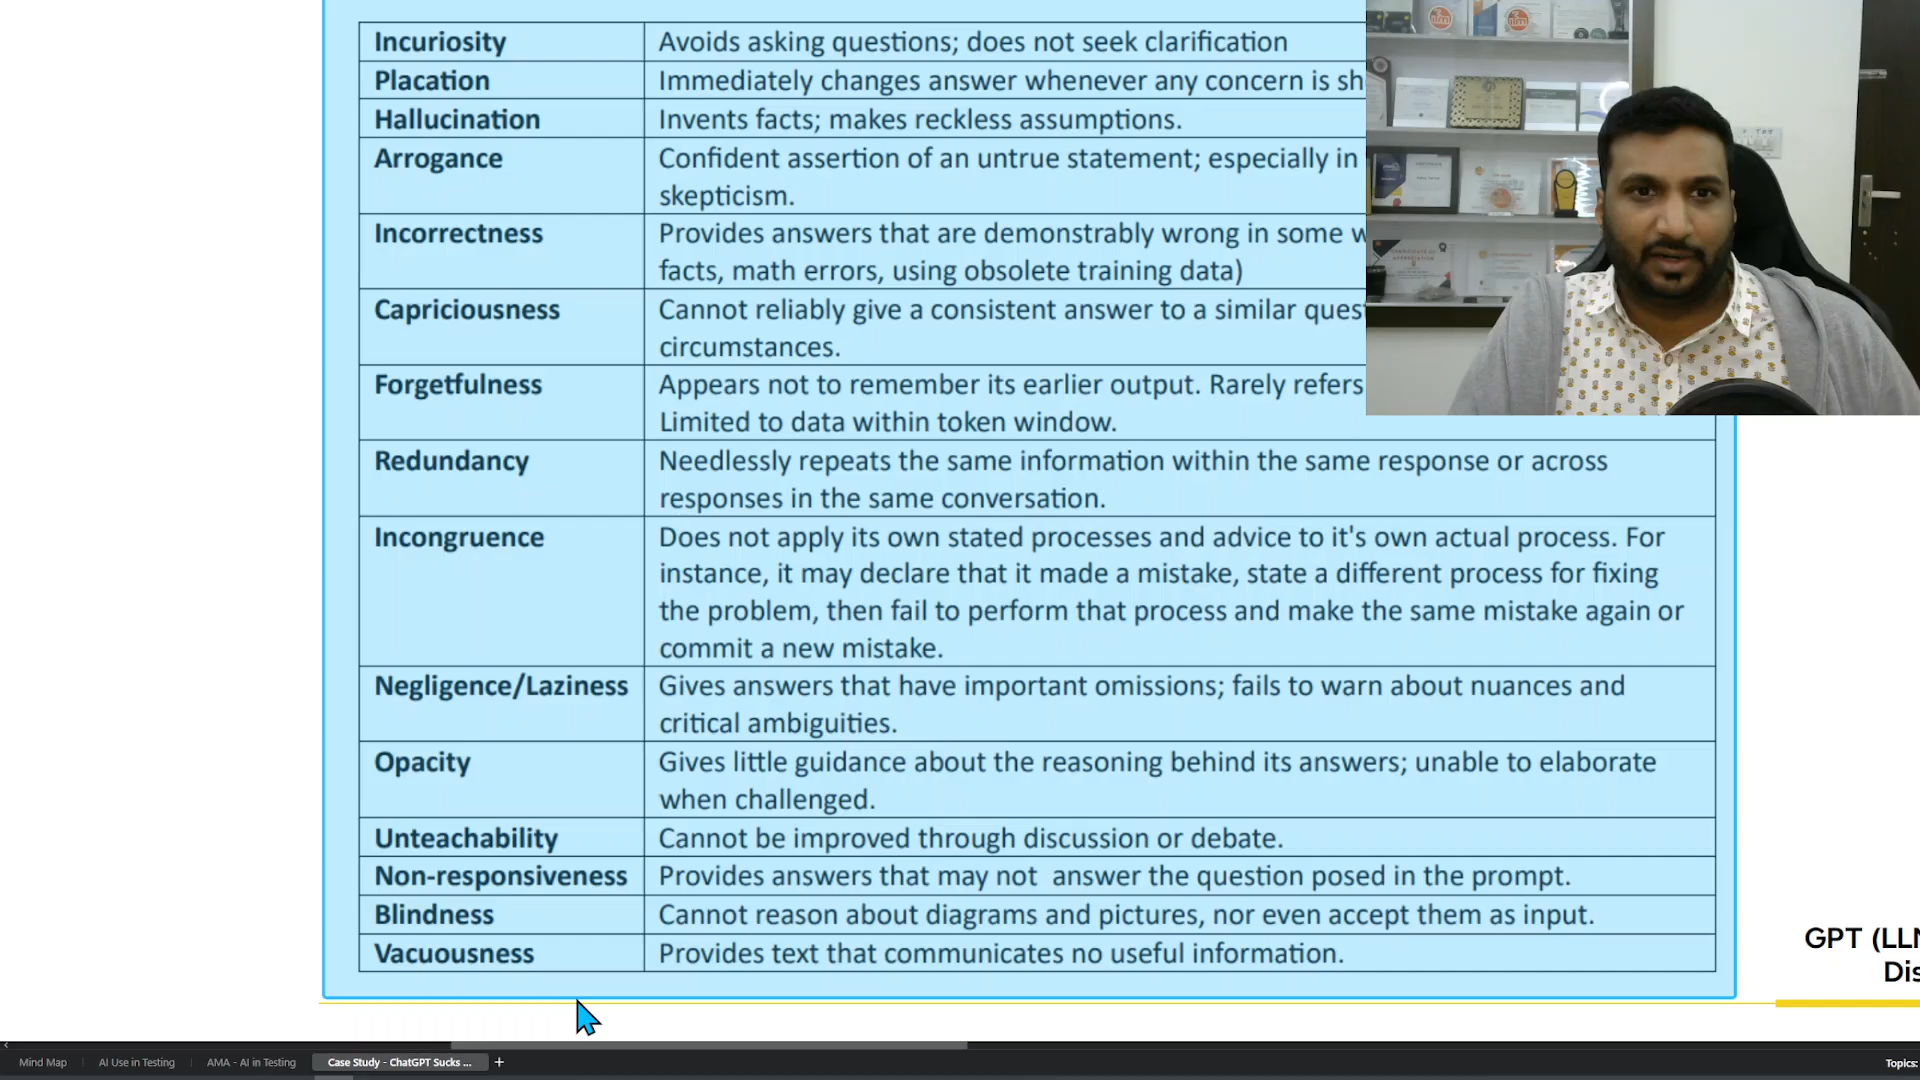 Incuriosity
Avoids asking questions; does not seek clarification
Placation
Immediately changes answer whenever any concern is
Hallucination
Invents facts; makes reckless assumptions.
Arrogance
Confident assertion of an untrue statement; especially in
skepticism.
Incorrectness
Provides answers that are demonstrably wrong in some
facts, math errors, using obsolete training data)
Capriciousness
Cannot reliably give a consistent answer to a similar
circumstances.
Forgetfulness
Appears not to remember its earlier output. Rarely refers
Limited to data within token window.
Redundancy
Needlessly repeats the same information within the same response or across
responses in the same conversation.
Incongruence
Does not apply its own stated processes and advice to it's own actual process. For
instance, it may declare that it made a mistake, state a different process for fixing
the problem, then fail to perform that process and make the same mistake again or
commit a new mistake.
Negligence/Laziness
Gives answers that have important omissions; fails to warn about nuances and
critical ambiguities.
Opacity
Gives little guidance about the reasoning behind its answers; unable to elaborate
when challenged.
Unteachability
Cannot be improved through discussion or debate.
Non-responsiveness
Provides answers that may not answer the question posed in the prompt.
Blindness
Cannot reason about diagrams and pictures, nor even accept them as input.
Vacuousness
Provides text that communicates no useful information.
GPT (LL
Dis
Mind Map
AI Use in Testing
AMA - AI in Testing
Case Study - ChatGPT Sucks ...
+
Topics: